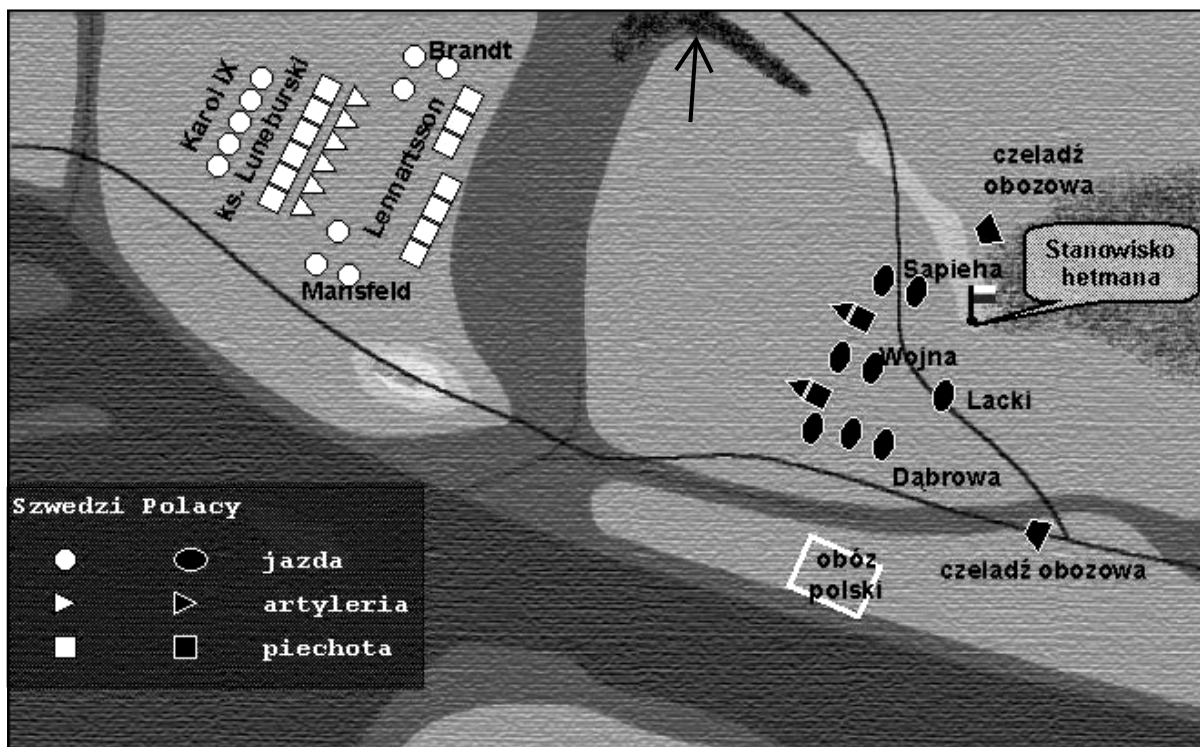 Brandt
Karol IX
ks. Luneburski
Lennartsson
Mansfeld
czeladź
obozowa
Stanowisko
hetmana
Sapieha
Wojna
Lacki
Dąbrowa
obóz
polski
czeladź obozowa
Szwedzi Polacy
jazda
artyleria
piechota